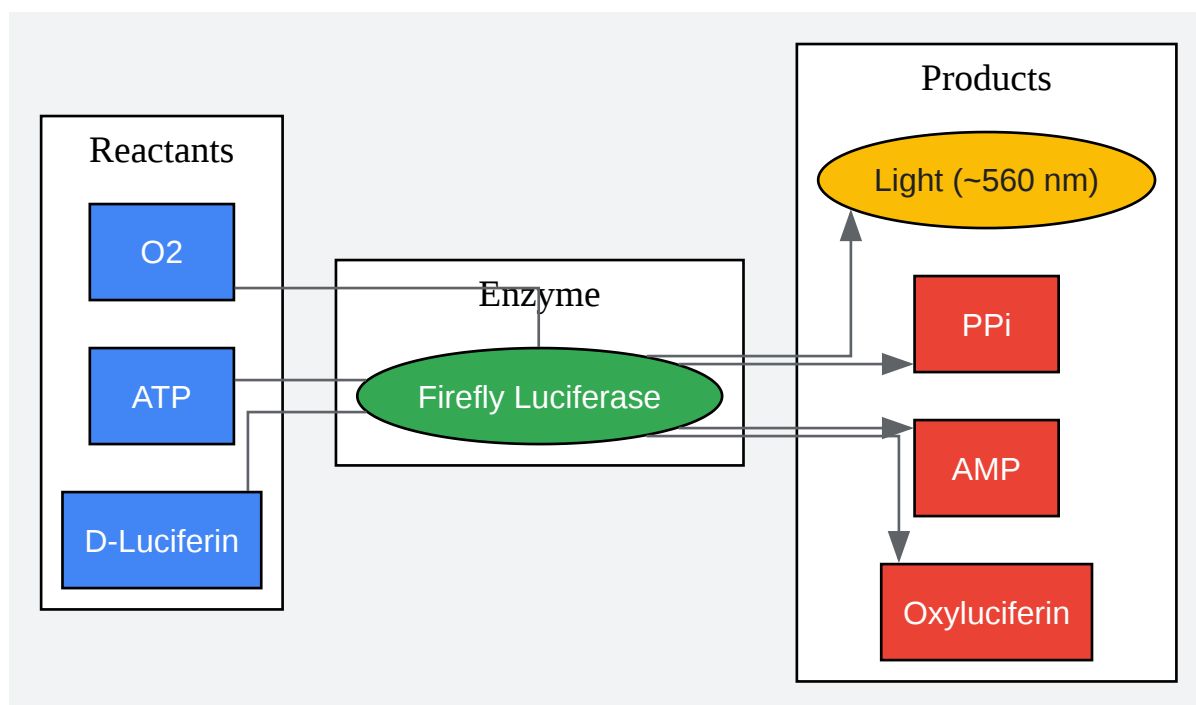 Reactants
O2
ATP
D-Luciferin
Enzyme
Firefly Luciferase
Products
Light (~560 nm)
PPi
AMP
Oxyluciferin